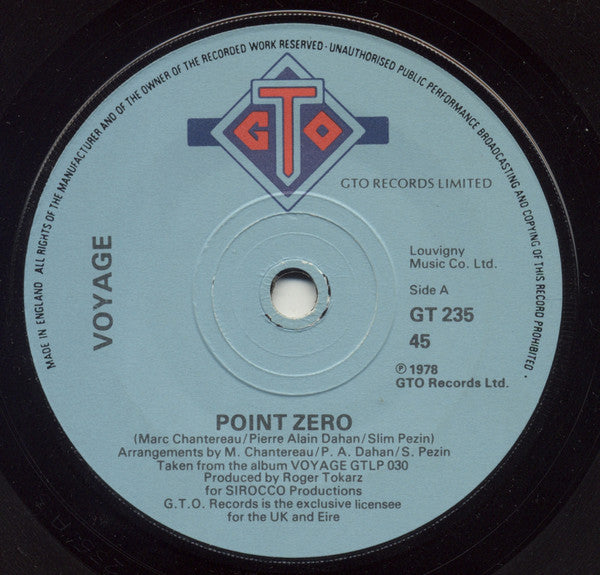 MADE IN ENGLAND ALL RIGHTS OF THE MANUFACTURER AND OF THE OWNER OF THE RECORDED WORK RESERVED · UNAUTHORISED PUBLIC PERFORMANCE BROADCASTING AND COPYING OF THIS RECORD PROHIBITED ·
GTO
GTO RECORDS LIMITED
VOYAGE
Louvigny
Music Co. Ltd.
Side A
GT 235
45
℗ 1978
GTO Records Ltd.
POINT ZERO
(Marc Chantereau/Pierre Alain Dahan/Slim Pezin)
Arrangements by M. Chantereau/P. A. Dahan/S. Pezin
Taken from the album VOYAGE GTLP 030
Produced by Roger Tokarz
for SIROCCO Productions
G.T.O. Records is the exclusive licensee
for the UK and Eire